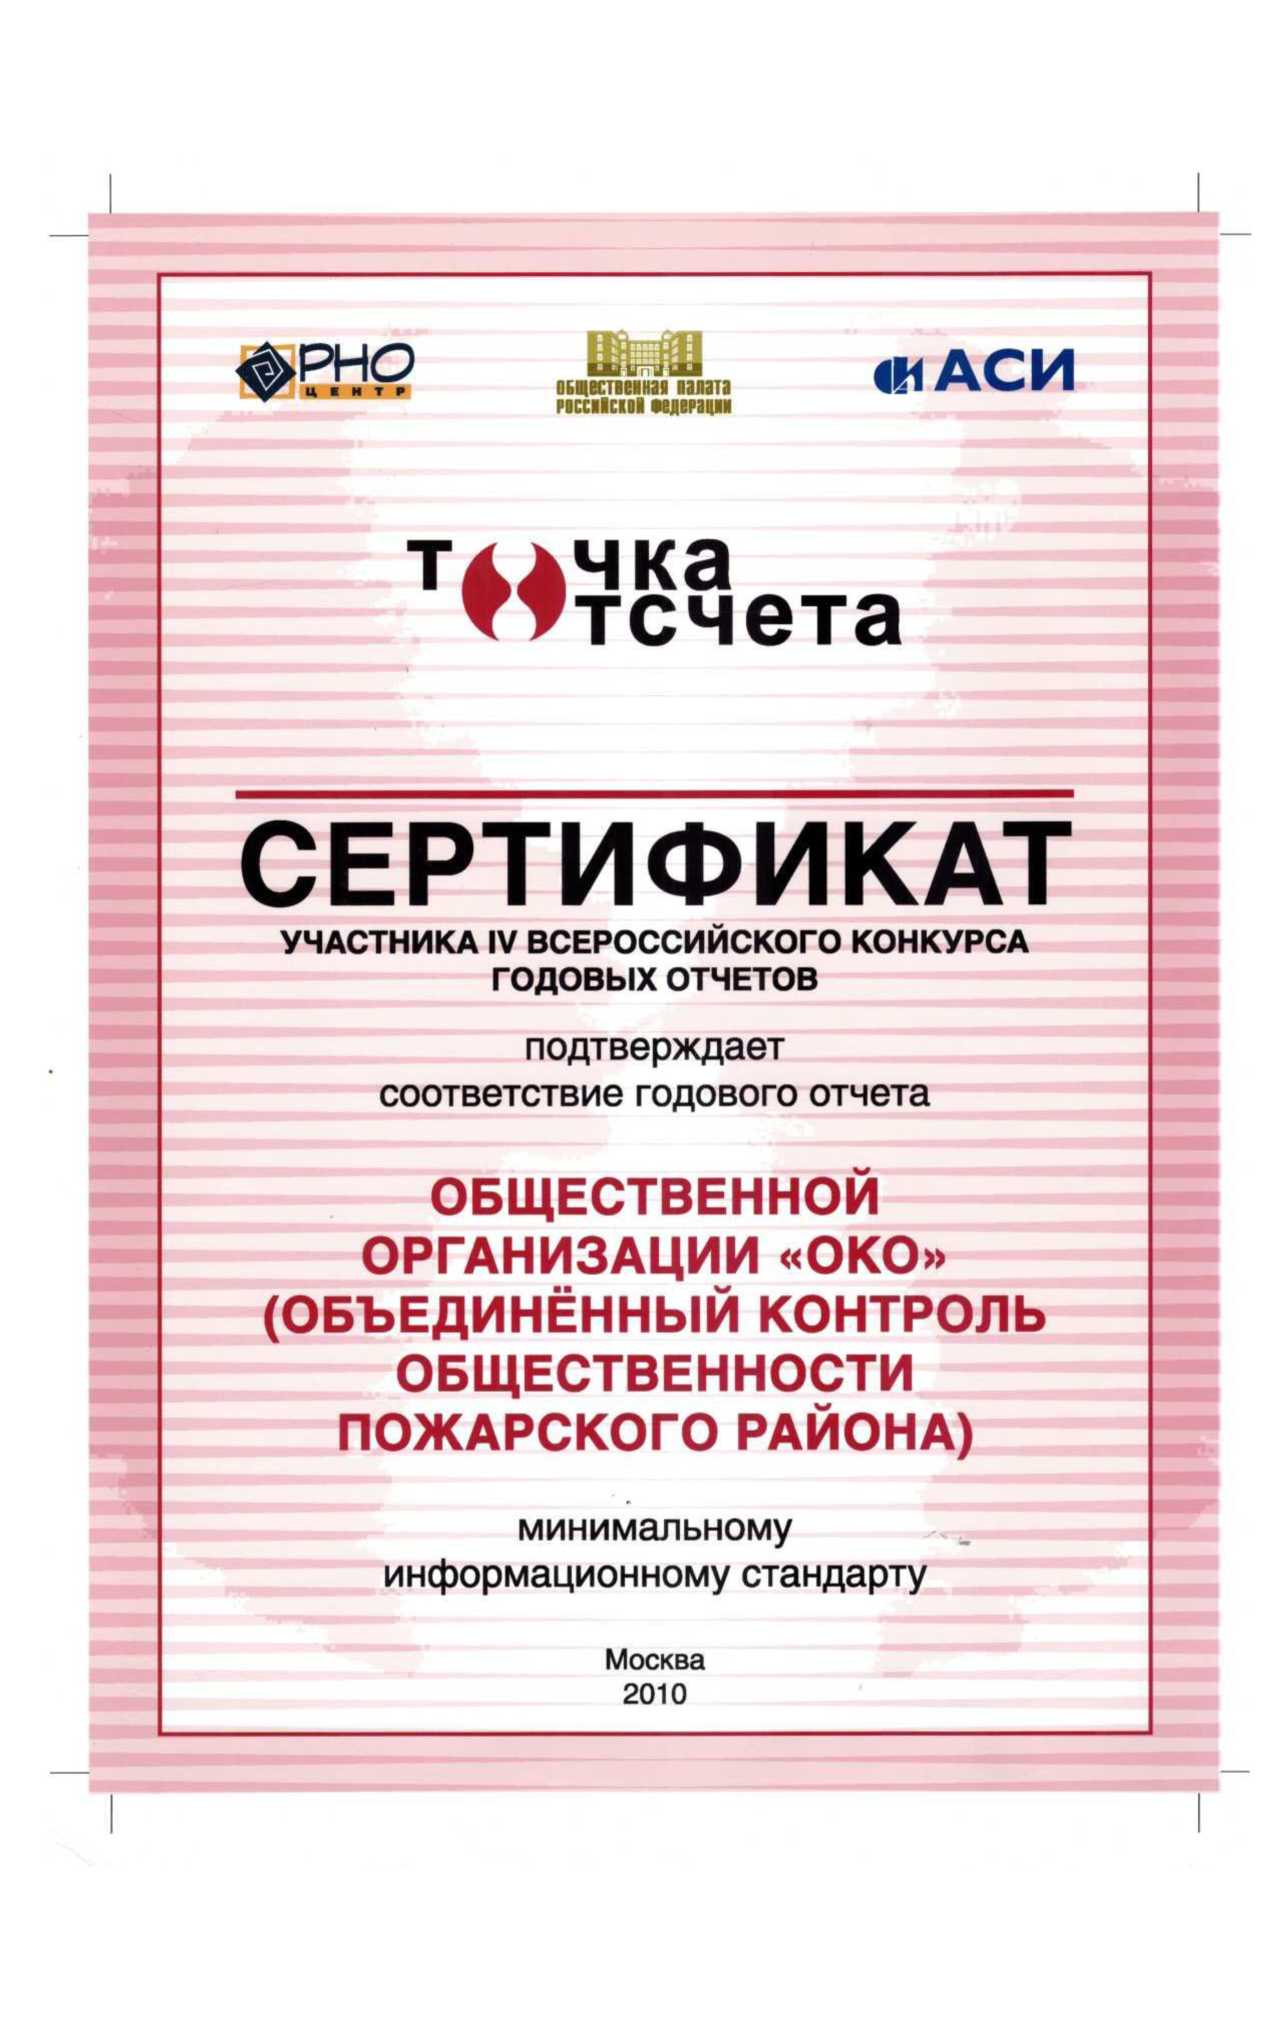 РНО
ЦЕНТР
ОБЩЕСТВЕННАЯ ПАЛАТА
РОССИЙСКОЙ ФЕДЕРАЦИИ
АСИ
точка
отсчета
СЕРТИФИКАТ
УЧАСТНИКА IV ВСЕРОССИЙСКОГО КОНКУРСА
ГОДОВЫХ ОТЧЕТОВ
подтверждает
соответствие годового отчета
ОБЩЕСТВЕННОЙ
ОРГАНИЗАЦИИ «ОКО»
(ОБЪЕДИНЁННЫЙ КОНТРОЛЬ
ОБЩЕСТВЕННОСТИ
ПОЖАРСКОГО РАЙОНА)
минимальному
информационному стандарту
Москва
2010